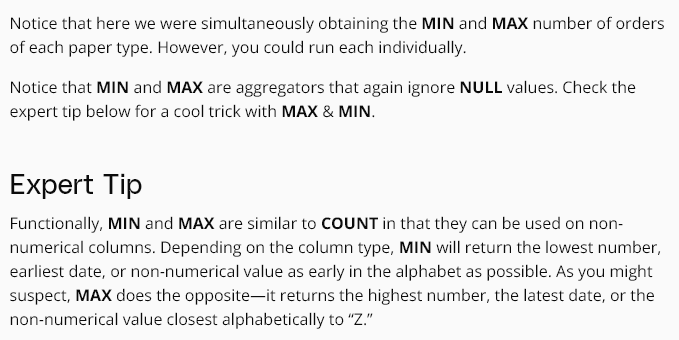 Notice that here we were simultaneously obtaining the MIN and MAX number of orders
of each paper type. However, you could run each individually.
Notice that MIN and MAX are aggregators that again ignore NULL values. Check the
expert tip below for a cool trick with MAX & MIN.
Expert Tip
Functionally, MIN and MAX are similar to COUNT in that they can be used on non-
numerical columns. Depending on the column type, MIN will return the lowest number,
earliest date, or non-numerical value as early in the alphabet as possible. As you might
suspect, MAX does the opposite—it returns the highest number, the latest date, or the
non-numerical value closest alphabetically to “Z.”